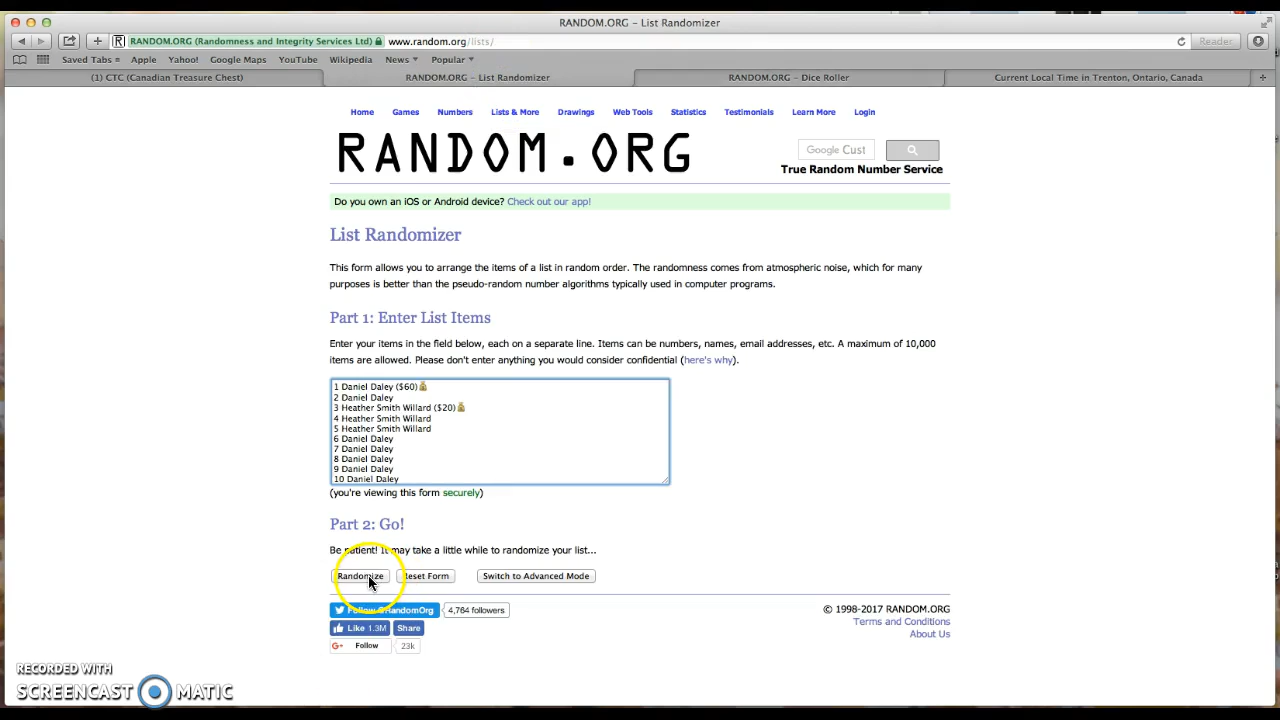 RANDOM.ORG – List Randomizer
RANDOM.ORG (Randomness and Integrity Services Ltd) www.random.org/lists/ Reader
Saved Tabs Apple Yahoo! Google Maps YouTube Wikipedia News Popular
(1) CTC (Canadian Treasure Chest) RANDOM.ORG – List Randomizer RANDOM.ORG – Dice Roller Current Local Time in Trenton, Ontario, Canada
Home Games Numbers Lists & More Drawings Web Tools Statistics Testimonials Learn More Login
RANDOM.ORG
Google Cust
True Random Number Service
Do you own an iOS or Android device? Check out our app!
List Randomizer
This form allows you to arrange the items of a list in random order. The randomness comes from atmospheric noise, which for many
purposes is better than the pseudo-random number algorithms typically used in computer programs.
Part 1: Enter List Items
Enter your items in the field below, each on a separate line. Items can be numbers, names, email addresses, etc. A maximum of 10,000
items are allowed. Please don't enter anything you would consider confidential (here's why).
1 Daniel Daley ($60)💰
2 Daniel Daley
3 Heather Smith Willard ($20)💰
4 Heather Smith Willard
5 Heather Smith Willard
6 Daniel Daley
7 Daniel Daley
8 Daniel Daley
9 Daniel Daley
10 Daniel Daley
(you're viewing this form securely)
Part 2: Go!
Be patient! It may take a little while to randomize your list...
Randomize Reset Form Switch to Advanced Mode
Follow @RandomOrg 4,764 followers
Like 1.3M Share
G+ Follow 23k
© 1998-2017 RANDOM.ORG
Terms and Conditions
About Us
RECORDED WITH
SCREENCAST MATIC